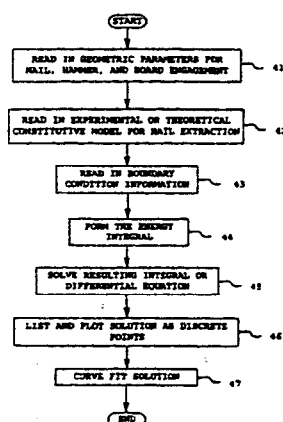 START
READ IN GEOMETRIC PARAMETERS FOR
NAIL, HAMMER, AND BOARD ENGAGEMENT
41
READ IN EXPERIMENTAL OR THEORETICAL
CONSTITUTIVE MODEL FOR NAIL EXTRACTION
42
READ IN BOUNDARY
CONDITION INFORMATION
43
FORM THE ENERGY
INTEGRAL
44
SOLVE RESULTING INTEGRAL OR
DIFFERENTIAL EQUATION
45
LIST AND PLOT SOLUTION AS DISCRETE
POINTS
46
CURVE FIT SOLUTION
47
END